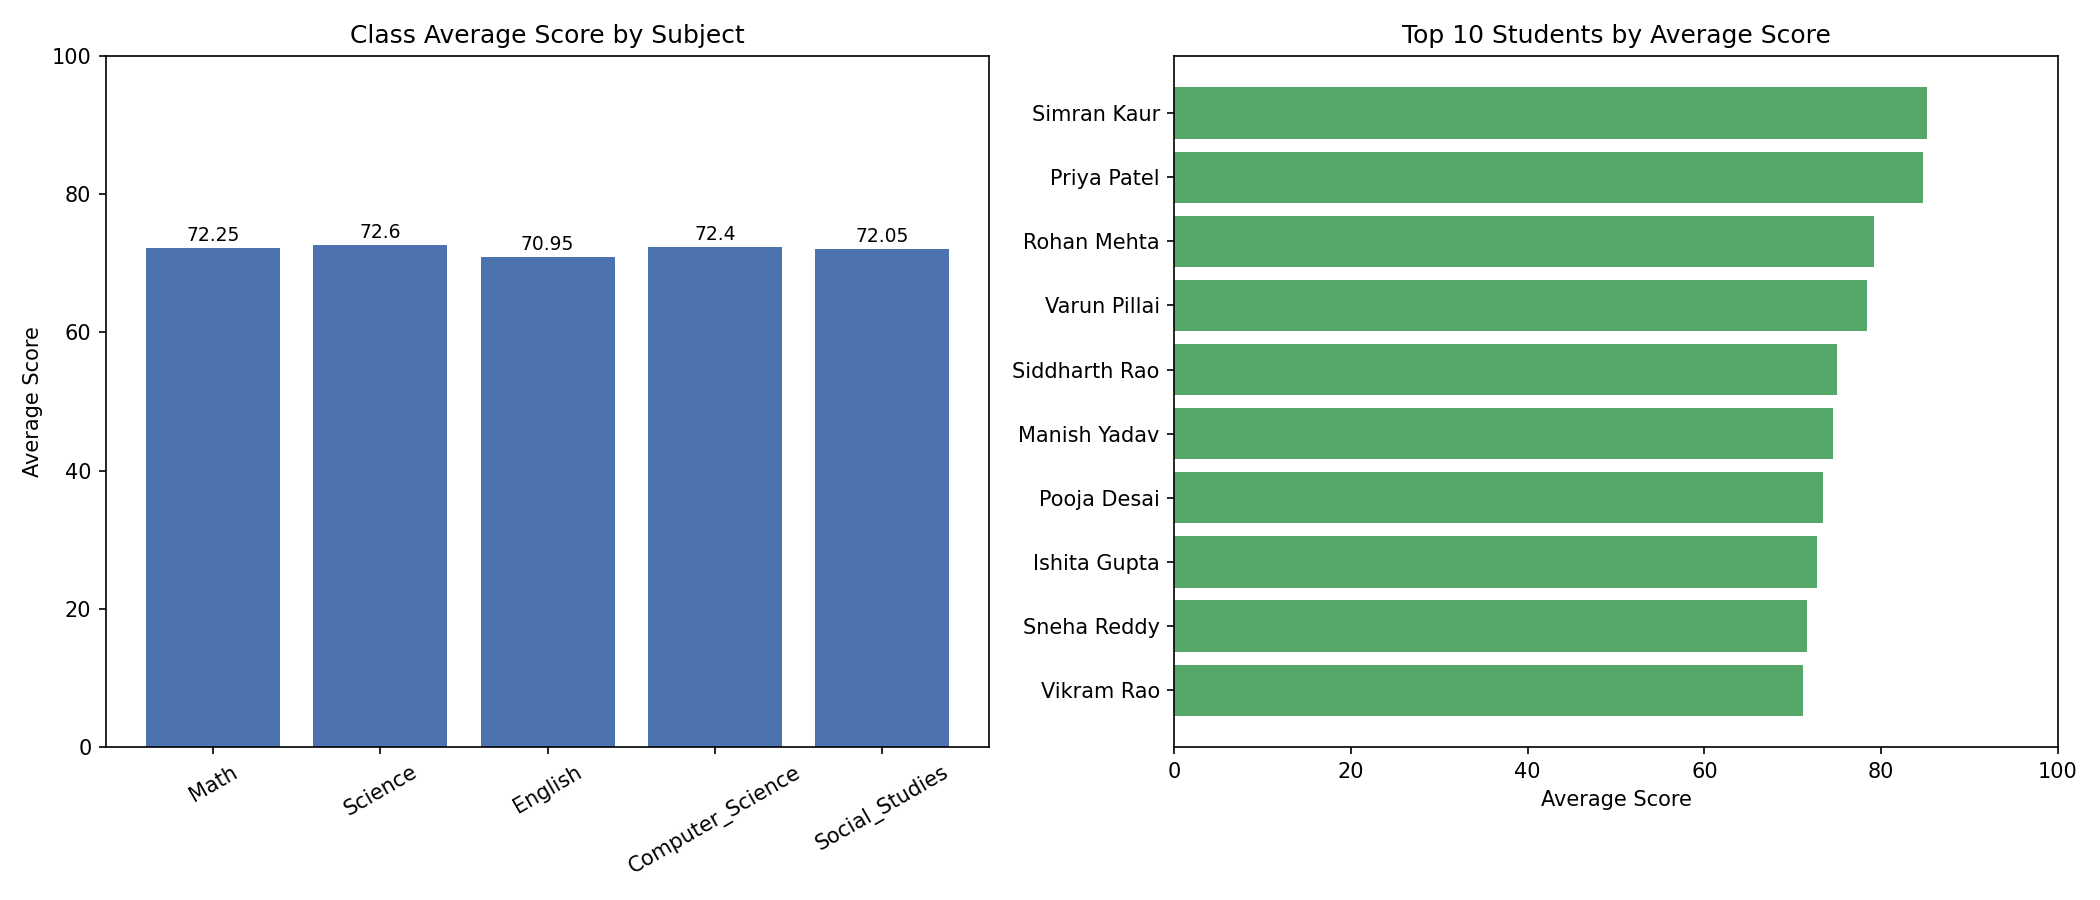 Class Average Score by Subject
Average Score
100
80
60
40
20
0
72.25
72.6
70.95
72.4
72.05
Math
Science
English
Computer_Science
Social_Studies
Top 10 Students by Average Score
Simran Kaur
Priya Patel
Rohan Mehta
Varun Pillai
Siddharth Rao
Manish Yadav
Pooja Desai
Ishita Gupta
Sneha Reddy
Vikram Rao
0 20 40 60 80 100
Average Score